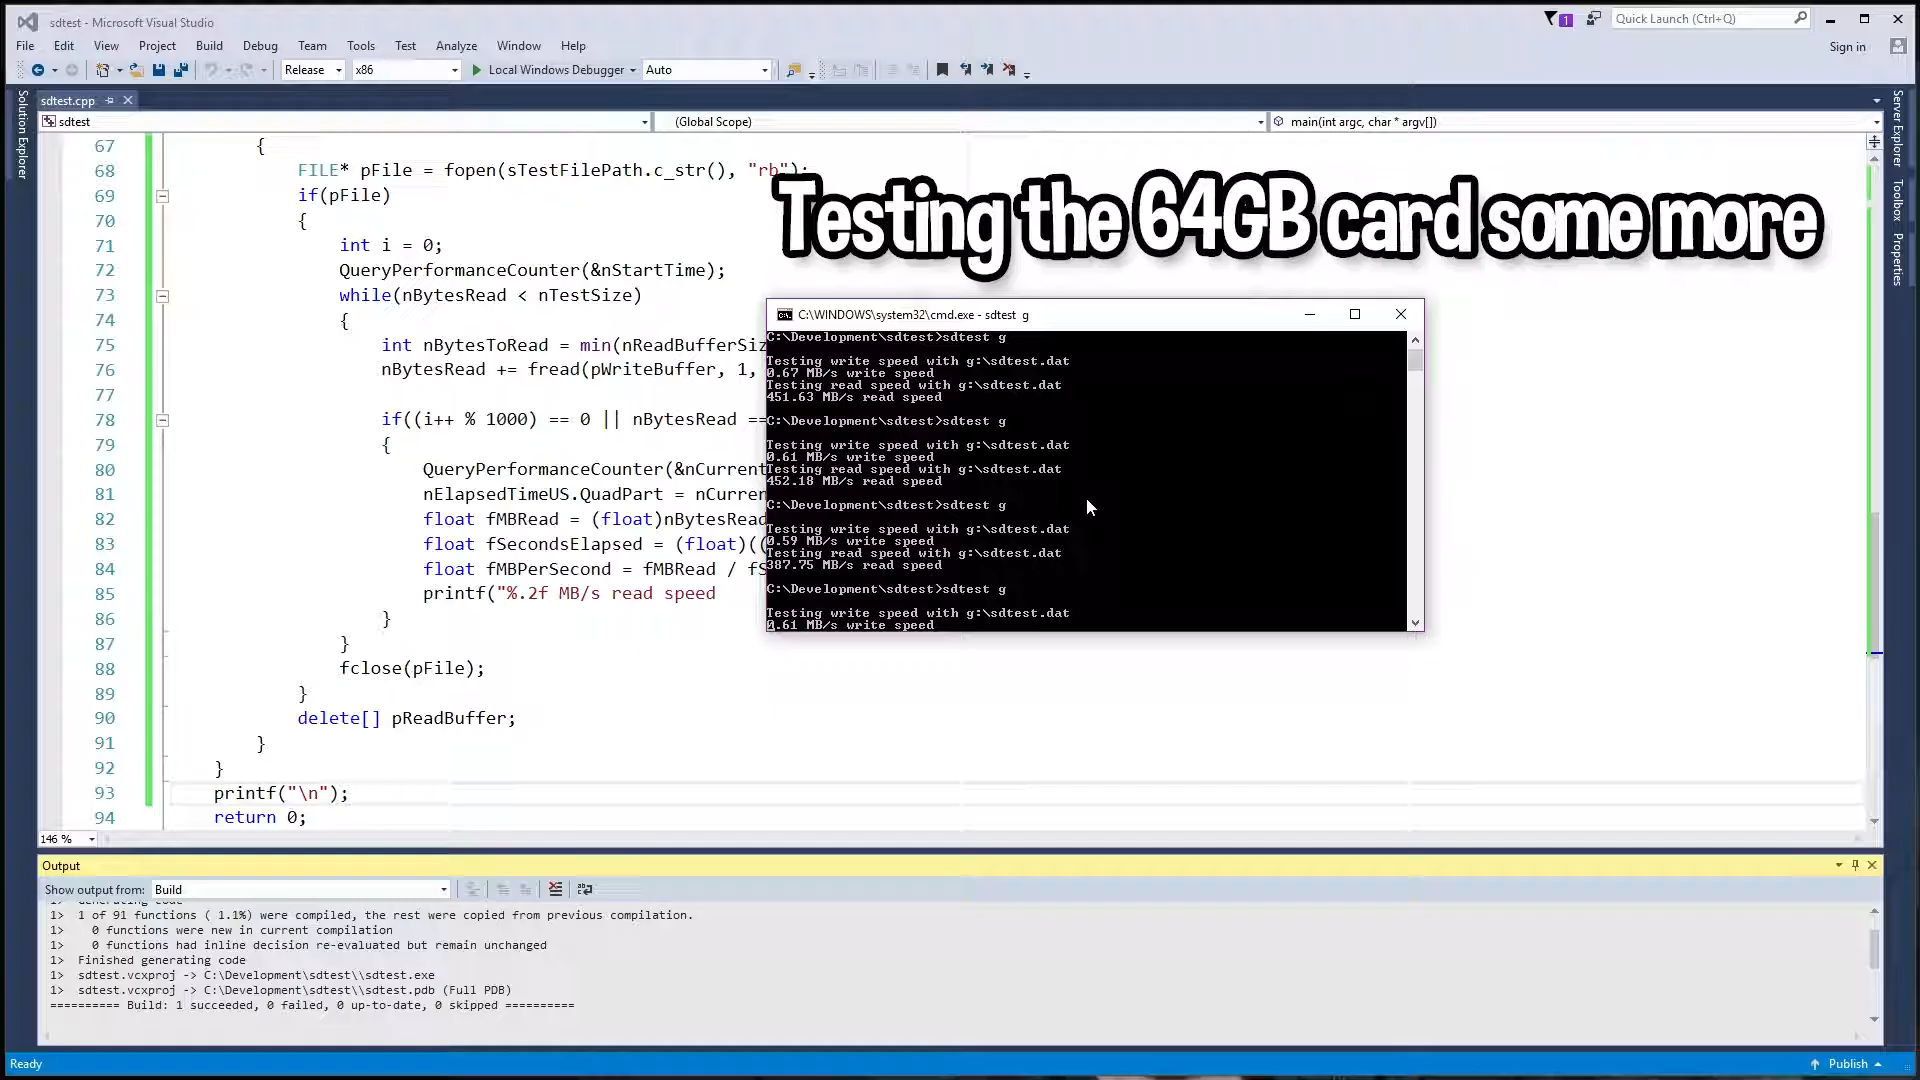 sdtest - Microsoft Visual Studio
1
Quick Launch (Ctrl+Q)
File Edit View Project Build Debug Team Tools Test Analyze Window Help
Sign in
Release x86 Local Windows Debugger Auto
Solution Explorer
sdtest.cpp
sdtest (Global Scope) main(int argc, char * argv[])
Server Explorer
Toolbox
Properties
67 {
68 FILE* pFile = fopen(sTestFilePath.c_str(), "rb");
69 if(pFile)
70 {
71 int i = 0;
72 QueryPerformanceCounter(&nStartTime);
73 while(nBytesRead < nTestSize)
74 {
75 int nBytesToRead = min(nReadBufferSiz
76 nBytesRead += fread(pWriteBuffer, 1,
77
78 if((i++ % 1000) == 0 || nBytesRead ==
79 {
80 QueryPerformanceCounter(&nCurrent
81 nElapsedTimeUS.QuadPart = nCurren
82 float fMBRead = (float)nBytesRead
83 float fSecondsElapsed = (float)((
84 float fMBPerSecond = fMBRead / fS
85 printf("%.2f MB/s read speed
86 }
87 }
88 fclose(pFile);
89 }
90 delete[] pReadBuffer;
91 }
92 }
93 printf("\n");
94 return 0;
Testing the 64GB card some more
C:\WINDOWS\system32\cmd.exe - sdtest g
C:\Development\sdtest>sdtest g
Testing write speed with g:\sdtest.dat
0.67 MB/s write speed
Testing read speed with g:\sdtest.dat
451.63 MB/s read speed
C:\Development\sdtest>sdtest g
Testing write speed with g:\sdtest.dat
0.61 MB/s write speed
Testing read speed with g:\sdtest.dat
452.18 MB/s read speed
C:\Development\sdtest>sdtest g
Testing write speed with g:\sdtest.dat
0.59 MB/s write speed
Testing read speed with g:\sdtest.dat
387.75 MB/s read speed
C:\Development\sdtest>sdtest g
Testing write speed with g:\sdtest.dat
0.61 MB/s write speed
146 %
Output
Show output from: Build
1> Generating code
1> 1 of 91 functions ( 1.1%) were compiled, the rest were copied from previous compilation.
1> 0 functions were new in current compilation
1> 0 functions had inline decision re-evaluated but remain unchanged
1> Finished generating code
1> sdtest.vcxproj -> C:\Development\sdtest\\sdtest.exe
1> sdtest.vcxproj -> C:\Development\sdtest\\sdtest.pdb (Full PDB)
========== Build: 1 succeeded, 0 failed, 0 up-to-date, 0 skipped ==========
Ready
Publish